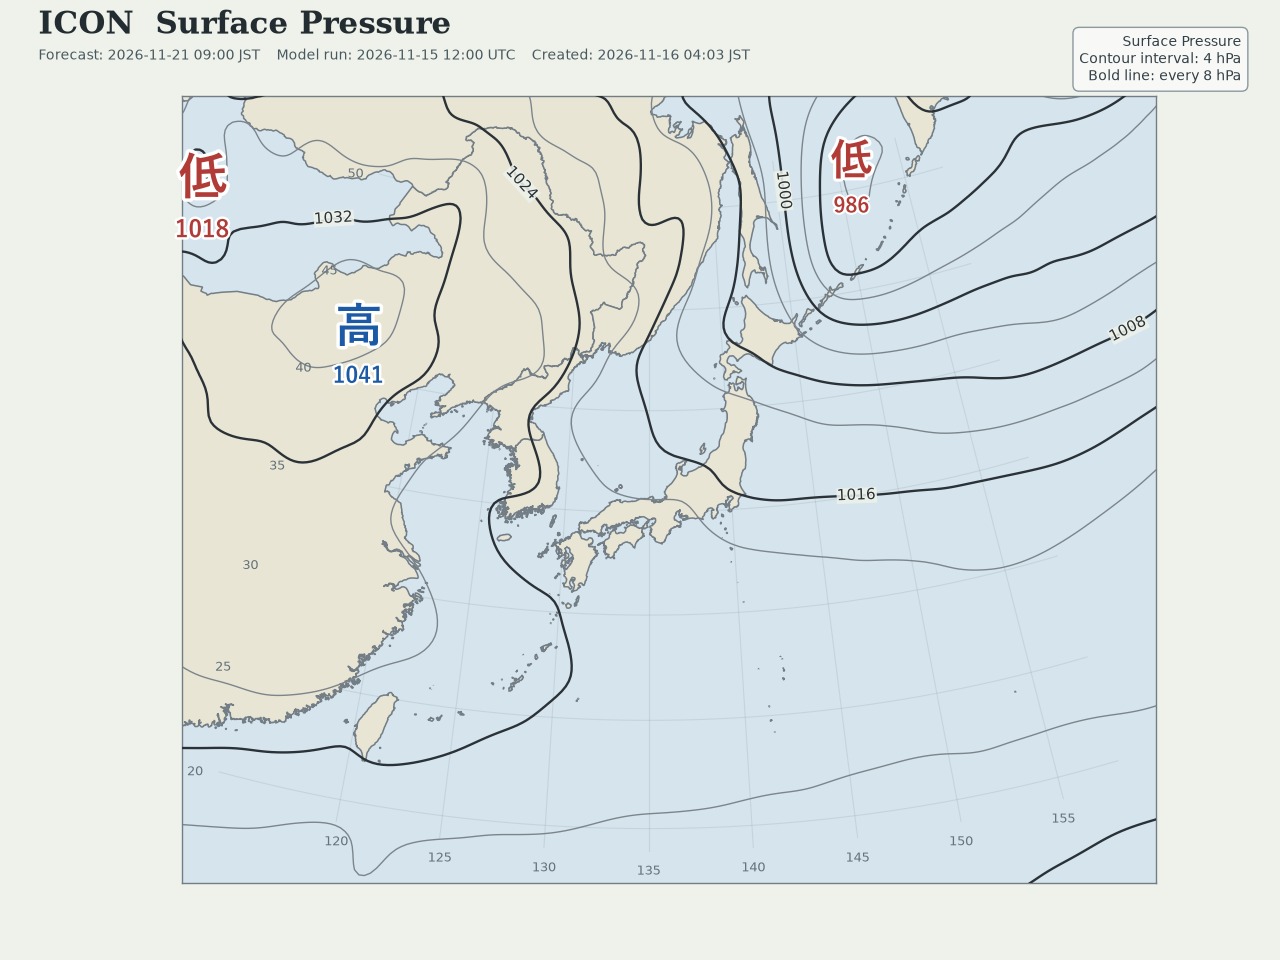 ICON  Surface Pressure
Forecast: 2026-11-21 09:00 JST    Model run: 2026-11-15 12:00 UTC    Created: 2026-11-16 04:03 JST
Surface Pressure
Contour interval: 4 hPa
Bold line: every 8 hPa
低
1018
低
986
高
1041
1032
1024
1000
1008
1016
50
45
40
35
30
25
20
120
125
130
135
140
145
150
155